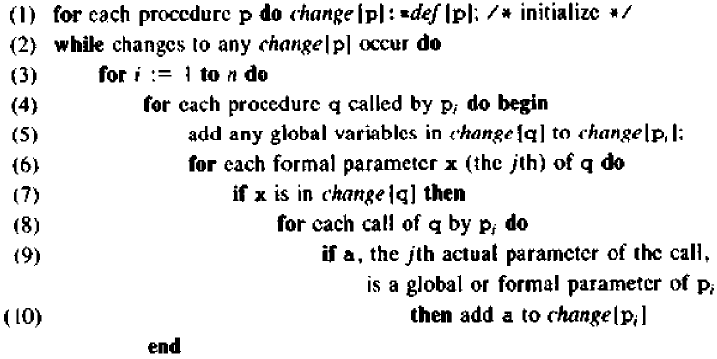 (1) for each procedure p do change[p]:=def[p]; /* initialize */
(2) while changes to any change[p] occur do
(3) for i := 1 to n do
(4) for each procedure q called by pi do begin
(5) add any global variables in change[q] to change[pi];
(6) for each formal parameter x (the jth) of q do
(7) if x is in change[q] then
(8) for each call of q by pi do
(9) if a, the jth actual parameter of the call,
is a global or formal parameter of pi
(10) then add a to change[pi]
end